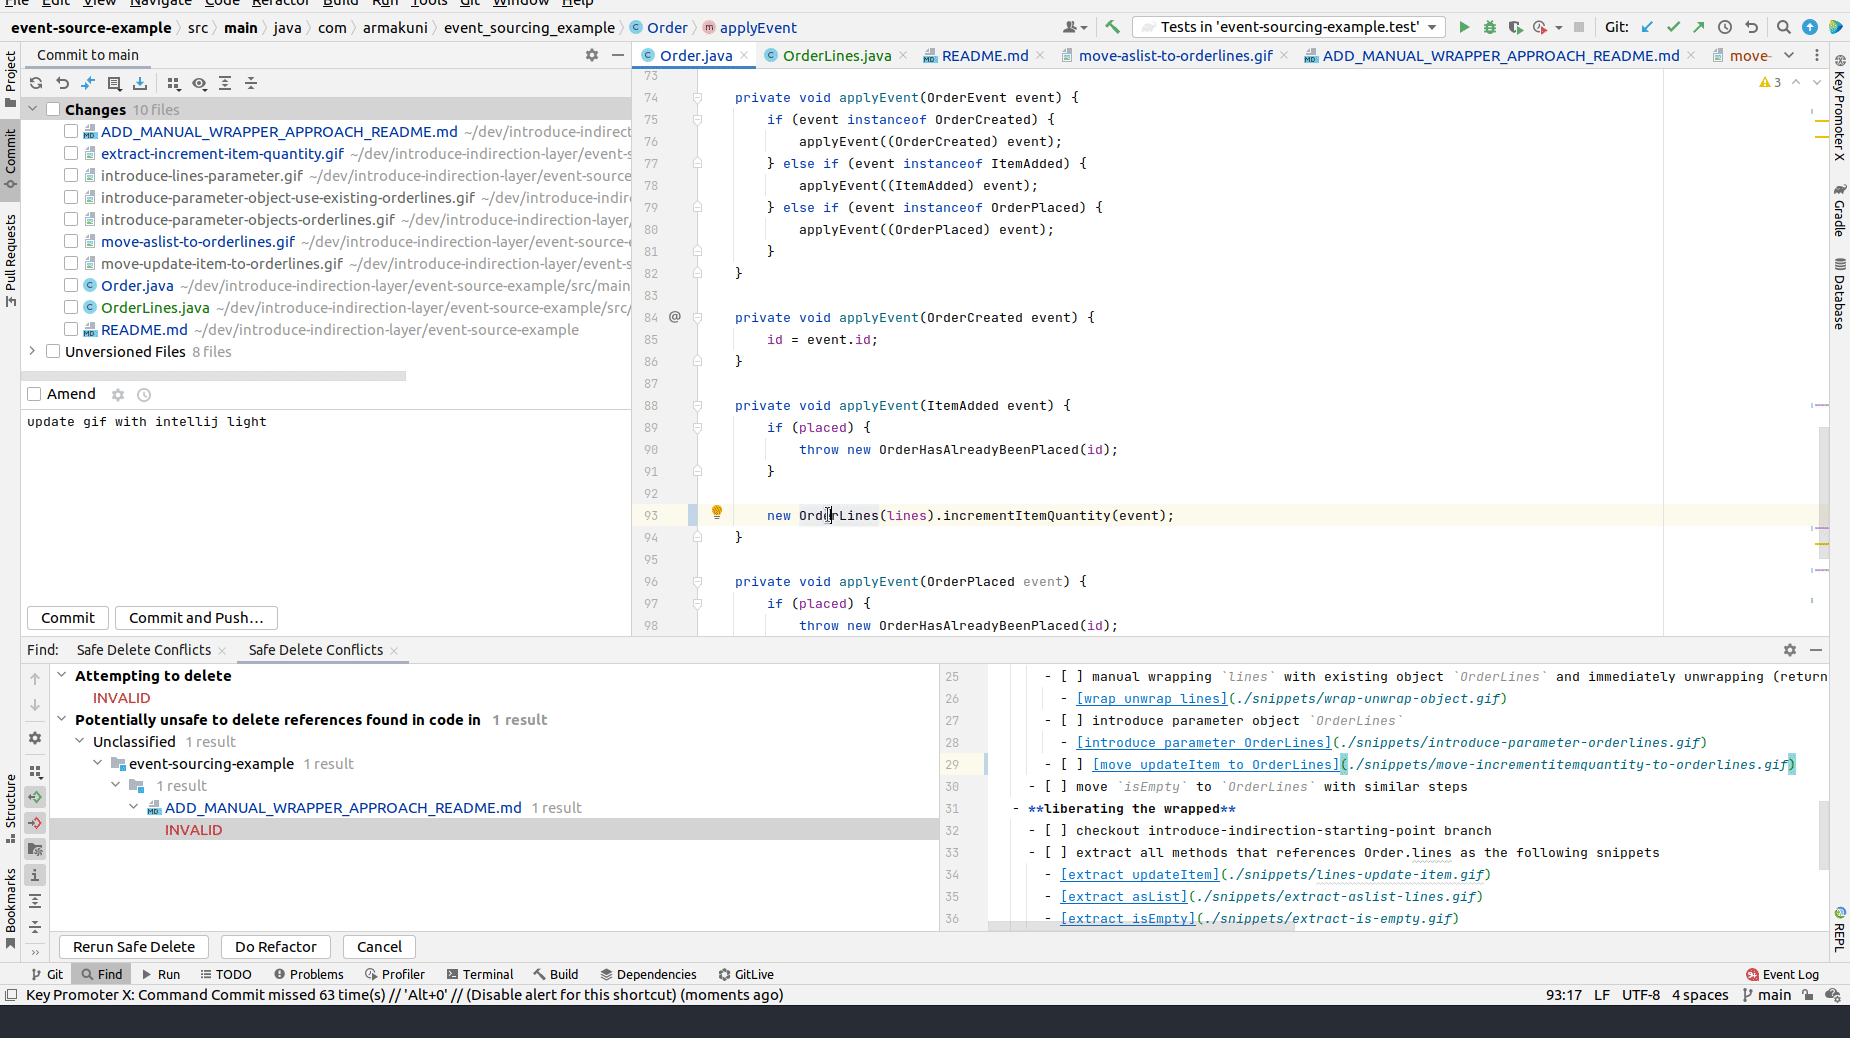 File Edit View Navigate Code Refactor Build Run Tools Git Window Help
event-source-example src main java com armakuni event_sourcing_example Order applyEvent
Tests in 'event-sourcing-example.test' Git:
Commit to main
Order.java OrderLines.java README.md move-aslist-to-orderlines.gif ADD_MANUAL_WRAPPER_APPROACH_README.md move-
Project
Commit
Pull Requests
Structure
Bookmarks
Changes 10 files
ADD_MANUAL_WRAPPER_APPROACH_README.md ~/dev/introduce-indirect
extract-increment-item-quantity.gif ~/dev/introduce-indirection-layer/event-s
introduce-lines-parameter.gif ~/dev/introduce-indirection-layer/event-source
introduce-parameter-object-use-existing-orderlines.gif ~/dev/introduce-indir
introduce-parameter-objects-orderlines.gif ~/dev/introduce-indirection-layer/
move-aslist-to-orderlines.gif ~/dev/introduce-indirection-layer/event-source-e
move-update-item-to-orderlines.gif ~/dev/introduce-indirection-layer/event-s
Order.java ~/dev/introduce-indirection-layer/event-source-example/src/main
OrderLines.java ~/dev/introduce-indirection-layer/event-source-example/src/
README.md ~/dev/introduce-indirection-layer/event-source-example
Unversioned Files 8 files
Amend
update gif with intellij light
Commit Commit and Push...
73
74 private void applyEvent(OrderEvent event) {
75 if (event instanceof OrderCreated) {
76 applyEvent((OrderCreated) event);
77 } else if (event instanceof ItemAdded) {
78 applyEvent((ItemAdded) event);
79 } else if (event instanceof OrderPlaced) {
80 applyEvent((OrderPlaced) event);
81 }
82 }
83
84 @ private void applyEvent(OrderCreated event) {
85 id = event.id;
86 }
87
88 private void applyEvent(ItemAdded event) {
89 if (placed) {
90 throw new OrderHasAlreadyBeenPlaced(id);
91 }
92
93 new OrderLines(lines).incrementItemQuantity(event);
94 }
95
96 private void applyEvent(OrderPlaced event) {
97 if (placed) {
98 throw new OrderHasAlreadyBeenPlaced(id);
3
Key Promoter X
Gradle
Database
REPL
Find: Safe Delete Conflicts Safe Delete Conflicts
Attempting to delete
INVALID
Potentially unsafe to delete references found in code in 1 result
Unclassified 1 result
event-sourcing-example 1 result
1 result
ADD_MANUAL_WRAPPER_APPROACH_README.md 1 result
INVALID
25 - [ ] manual wrapping `lines` with existing object `OrderLines` and immediately unwrapping (return
26 - [wrap unwrap lines](./snippets/wrap-unwrap-object.gif)
27 - [ ] introduce parameter object `OrderLines`
28 - [introduce parameter OrderLines](./snippets/introduce-parameter-orderlines.gif)
29 - [ ] [move updateItem to OrderLines](./snippets/move-incrementitemquantity-to-orderlines.gif)
30 - [ ] move `isEmpty` to `OrderLines` with similar steps
31 - **liberating the wrapped**
32 - [ ] checkout introduce-indirection-starting-point branch
33 - [ ] extract all methods that references Order.lines as the following snippets
34 - [extract updateItem](./snippets/lines-update-item.gif)
35 - [extract asList](./snippets/extract-aslist-lines.gif)
36 - [extract isEmpty](./snippets/extract-is-empty.gif)
Rerun Safe Delete Do Refactor Cancel
Git Find Run TODO Problems Profiler Terminal Build Dependencies GitLive Event Log
Key Promoter X: Command Commit missed 63 time(s) // 'Alt+0' // (Disable alert for this shortcut) (moments ago) 93:17 LF UTF-8 4 spaces main